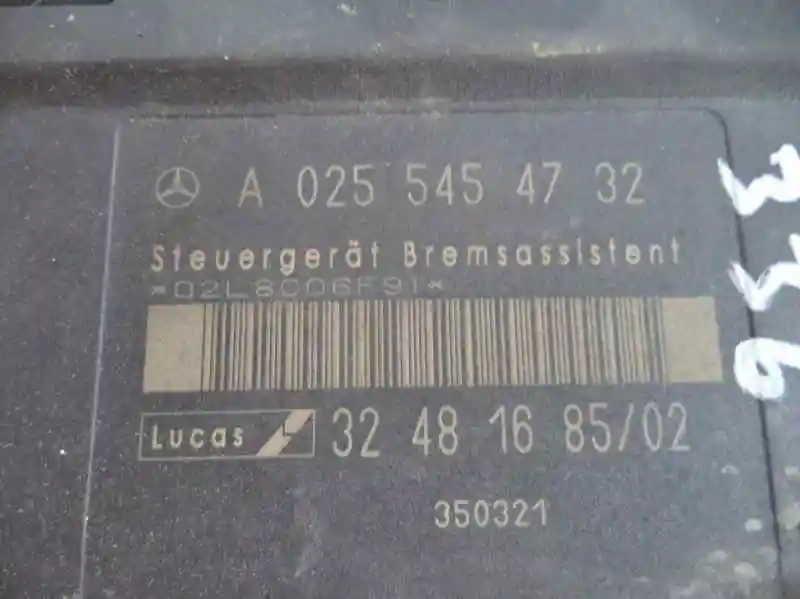 A 025 545 47 32
Steuergerät Bremsassistent
*02L8C06F91*
Lucas 32 48 16 85/02
350321